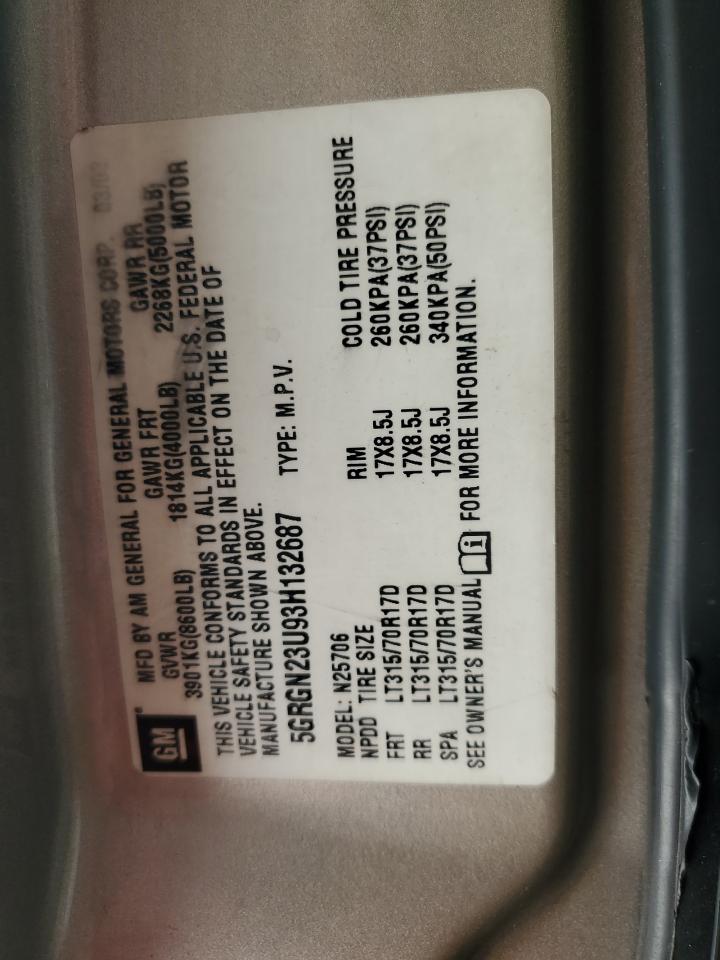 GM
MFD BY AM GENERAL FOR GENERAL MOTORS CORP.
GVWR GAWR FRT GAWR RR
3901KG(8600LB) 1814KG(4000LB) 2268KG(5000LB)
THIS VEHICLE CONFORMS TO ALL APPLICABLE U.S. FEDERAL MOTOR
VEHICLE SAFETY STANDARDS IN EFFECT ON THE DATE OF
MANUFACTURE SHOWN ABOVE.
5GRGN23U93H132687 TYPE: M.P.V.
MODEL: N25706
NPDD TIRE SIZE RIM COLD TIRE PRESSURE
FRT LT315/70R17D 17X8.5J 260KPA(37PSI)
RR LT315/70R17D 17X8.5J 260KPA(37PSI)
SPA LT315/70R17D 17X8.5J 340KPA(50PSI)
SEE OWNER'S MANUAL FOR MORE INFORMATION.